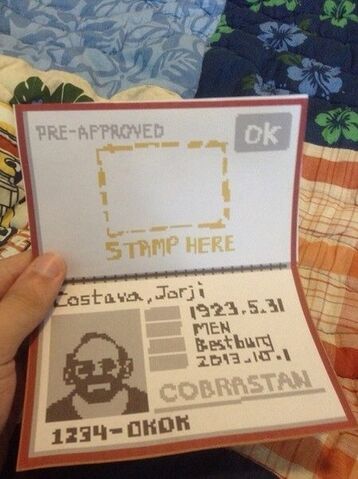 PRE-APPROVED
OK
STAMP HERE
Costava, Jorji
1923.5.31
MEN
Bestburg
2013.10.1
COBRASTAN
1234-OKOK